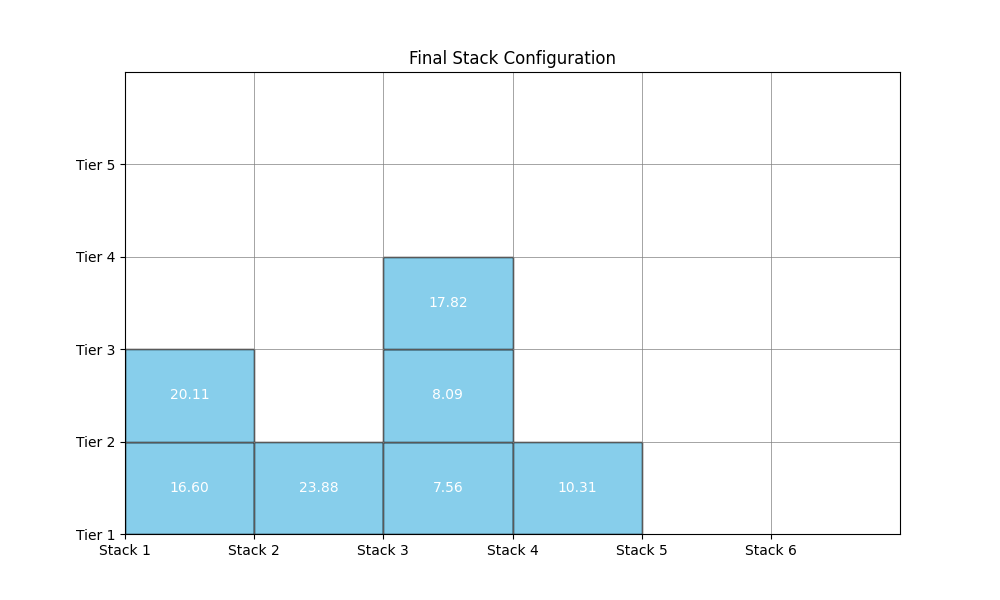 Final Stack Configuration
Tier 5
Tier 4
17.82
Tier 3
20.11 8.09
Tier 2
16.60 23.88 7.56 10.31
Tier 1
Stack 1 Stack 2 Stack 3 Stack 4 Stack 5 Stack 6